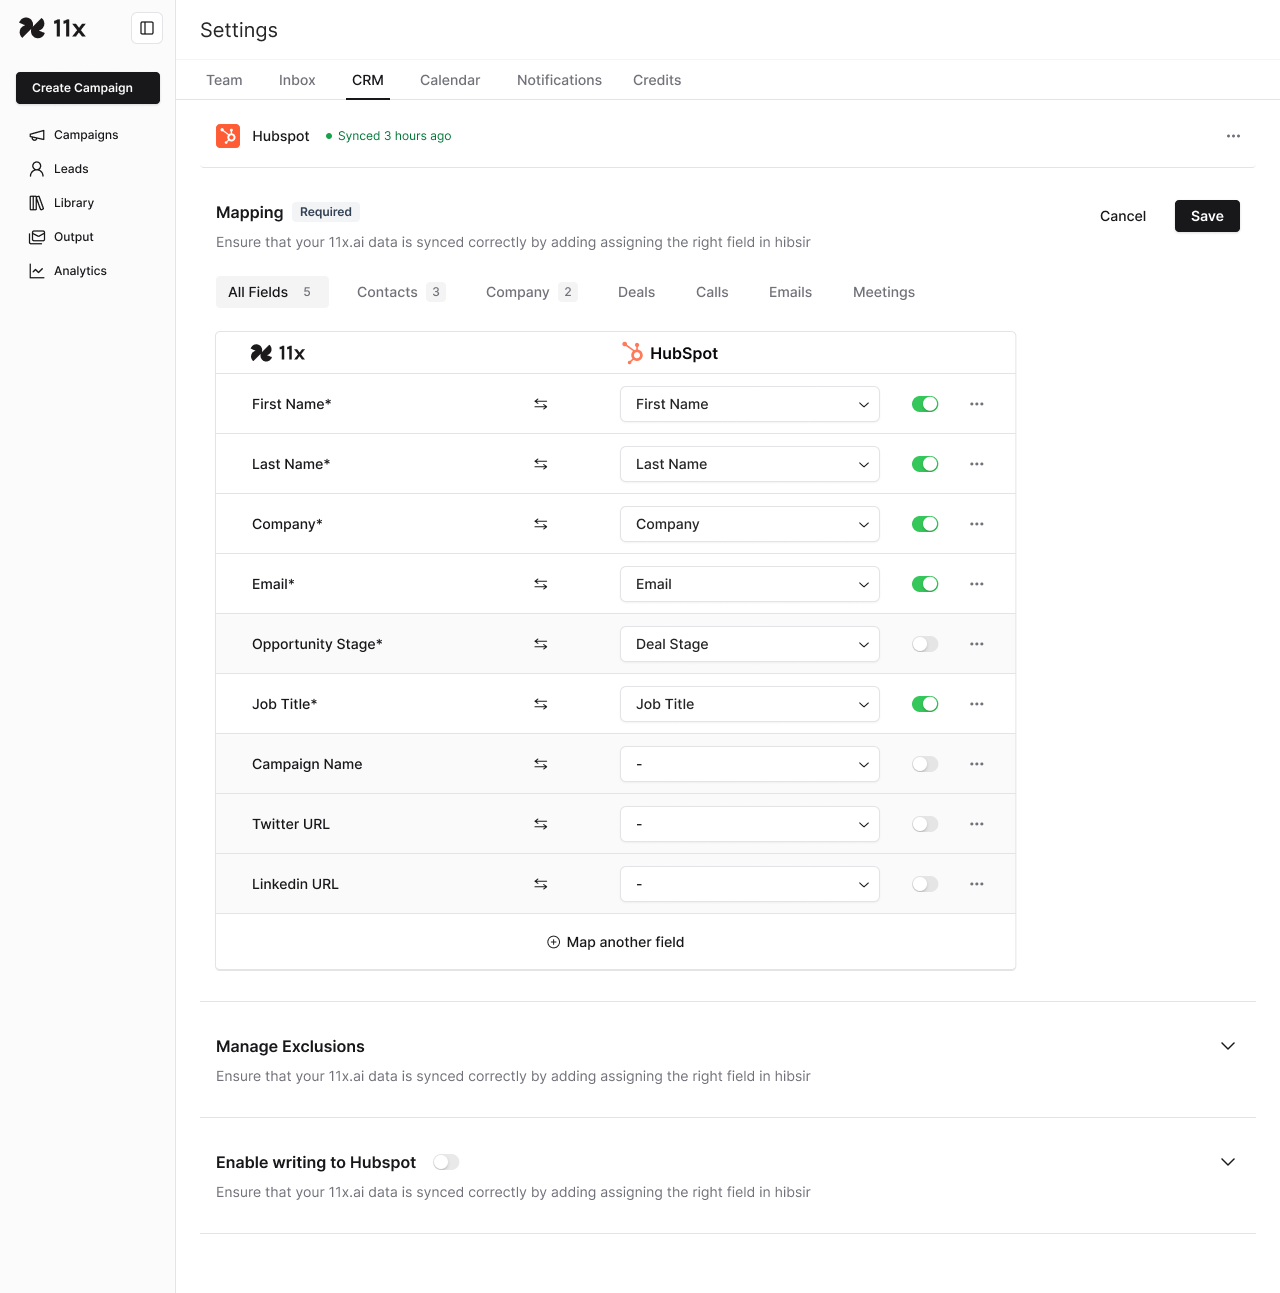 11x
Settings
Create Campaign
Campaigns
Leads
Library
Output
Analytics
Team Inbox CRM Calendar Notifications Credits
Hubspot Synced 3 hours ago
Mapping Required
Cancel Save
Ensure that your 11x.ai data is synced correctly by adding assigning the right field in hibsir
All Fields 5 Contacts 3 Company 2 Deals Calls Emails Meetings
11x HubSpot
First Name* First Name
Last Name* Last Name
Company* Company
Email* Email
Opportunity Stage* Deal Stage
Job Title* Job Title
Campaign Name -
Twitter URL -
Linkedin URL -
Map another field
Manage Exclusions
Ensure that your 11x.ai data is synced correctly by adding assigning the right field in hibsir
Enable writing to Hubspot
Ensure that your 11x.ai data is synced correctly by adding assigning the right field in hibsir